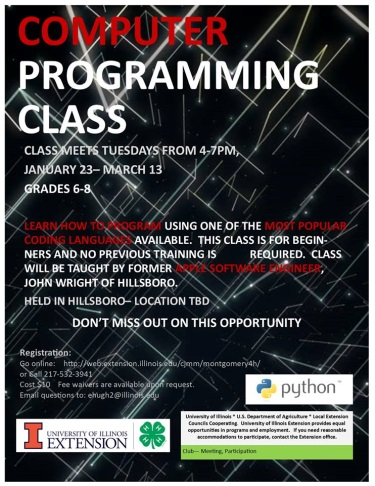 COMPUTER
PROGRAMMING
CLASS
CLASS MEETS TUESDAYS FROM 4-7PM,
JANUARY 23– MARCH 13
GRADES 6-8
LEARN HOW TO PROGRAM USING ONE OF THE MOST POPULAR
CODING LANGUAGES AVAILABLE. THIS CLASS IS FOR BEGIN-
NERS AND NO PREVIOUS TRAINING IS REQUIRED. CLASS
WILL BE TAUGHT BY FORMER APPLE SOFTWARE ENGINEER,
JOHN WRIGHT OF HILLSBORO.
HELD IN HILLSBORO– LOCATION TBD
DON'T MISS OUT ON THIS OPPORTUNITY
Registration:
Go online: http://web.extension.illinois.edu/cjmm/montgomery4h/
or Call 217-532-3941
Cost $10 Fee waivers are available upon request.
Email questions to: ehugh2@illinois.edu
python™
I UNIVERSITY OF ILLINOIS
EXTENSION
H H H H
University of Illinois * U.S. Department of Agriculture * Local Extension
Councils Cooperating. University of Illinois Extension provides equal
opportunities in programs and employment. If you need reasonable
accommodations to participate, contact the Extension office.
Club— Meeting, Participation